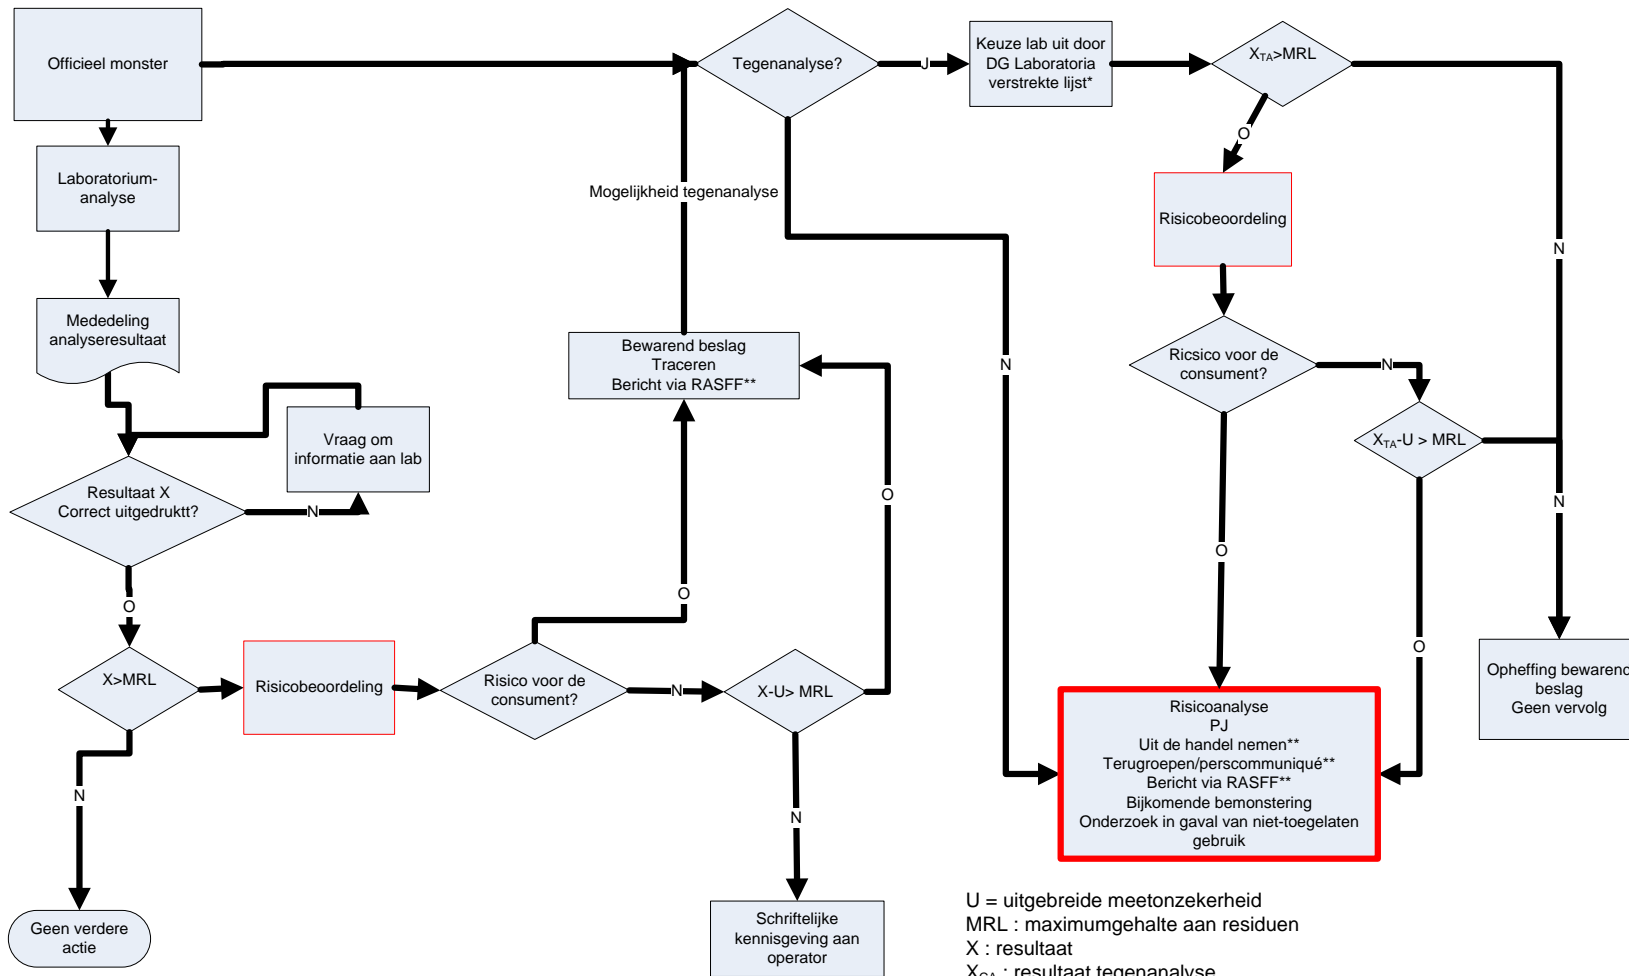 Officieel monster
Tegenanalyse?
J
Keuze lab uit door
DG Laboratoria
verstrekte lijst*
XTA>MRL
O
N
Laboratorium-
analyse
Mogelijkheid tegenanalyse
Risicobeoordeling
Mededeling
analyseresultaat
Bewarend beslag
Traceren
Bericht via RASFF**
N
Ricsico voor de
consument?
N
Vraag om
informatie aan lab
XTA-U > MRL
Resultaat X
Correct uitgedruktt?
N
O
N
O
O
O
O
X>MRL
Risicobeoordeling
Risico voor de
consument?
N
X-U> MRL
Opheffing bewarend
beslag
Geen vervolg
Risicoanalyse
PJ
Uit de handel nemen**
Terugroepen/perscommuniqué**
Bericht via RASFF**
Bijkomende bemonstering
Onderzoek in gaval van niet-toegelaten
gebruik
N
N
Geen verdere
actie
Schriftelijke
kennisgeving aan
operator
U = uitgebreide meetonzekerheid
MRL : maximumgehalte aan residuen
X : resultaat
XCA : resultaat tegenanalyse